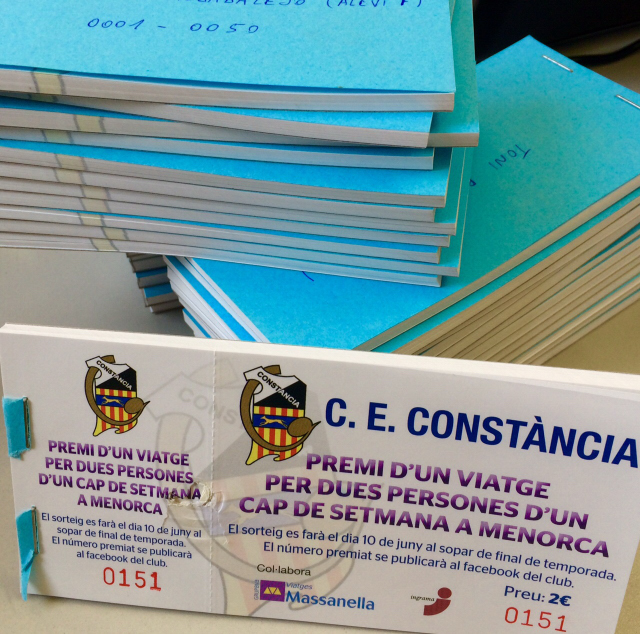 (ALEVÍ F)
0001 - 0050
TONI
CONSTÀNCIA
PREMI D'UN VIATGE
PER DUES PERSONES
D'UN CAP DE SETMANA
A MENORCA
El sorteig es farà el dia 10 de juny al
sopar de final de temporada.
El número premiat se publicarà
al facebook del club.
0151
CONSTÀNCIA
C. E. CONSTÀNCIA
PREMI D'UN VIATGE
PER DUES PERSONES D'UN
CAP DE SETMANA A MENORCA
El sorteig es farà el dia 10 de juny al sopar de final de temporada.
El número premiat se publicarà al facebook del club.
Col·labora
Viatges
Massanella
ingrama
Preu: 2€
0151